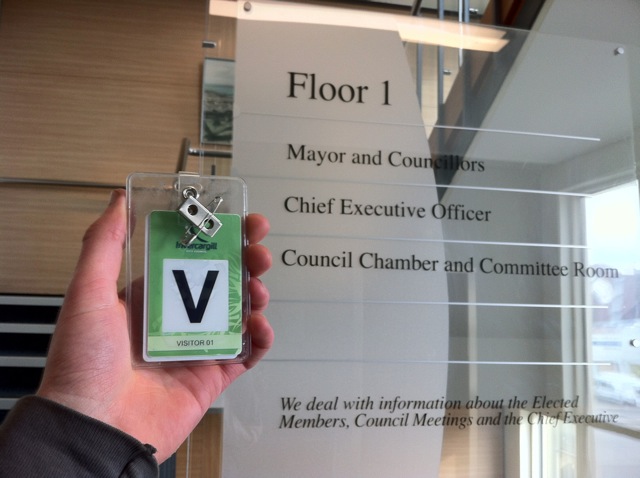 Floor 1
Mayor and Councillors
Chief Executive Officer
Council Chamber and Committee Room
We deal with information about the Elected
Members, Council Meetings and the Chief Executive
Invercargill
V
VISITOR 01